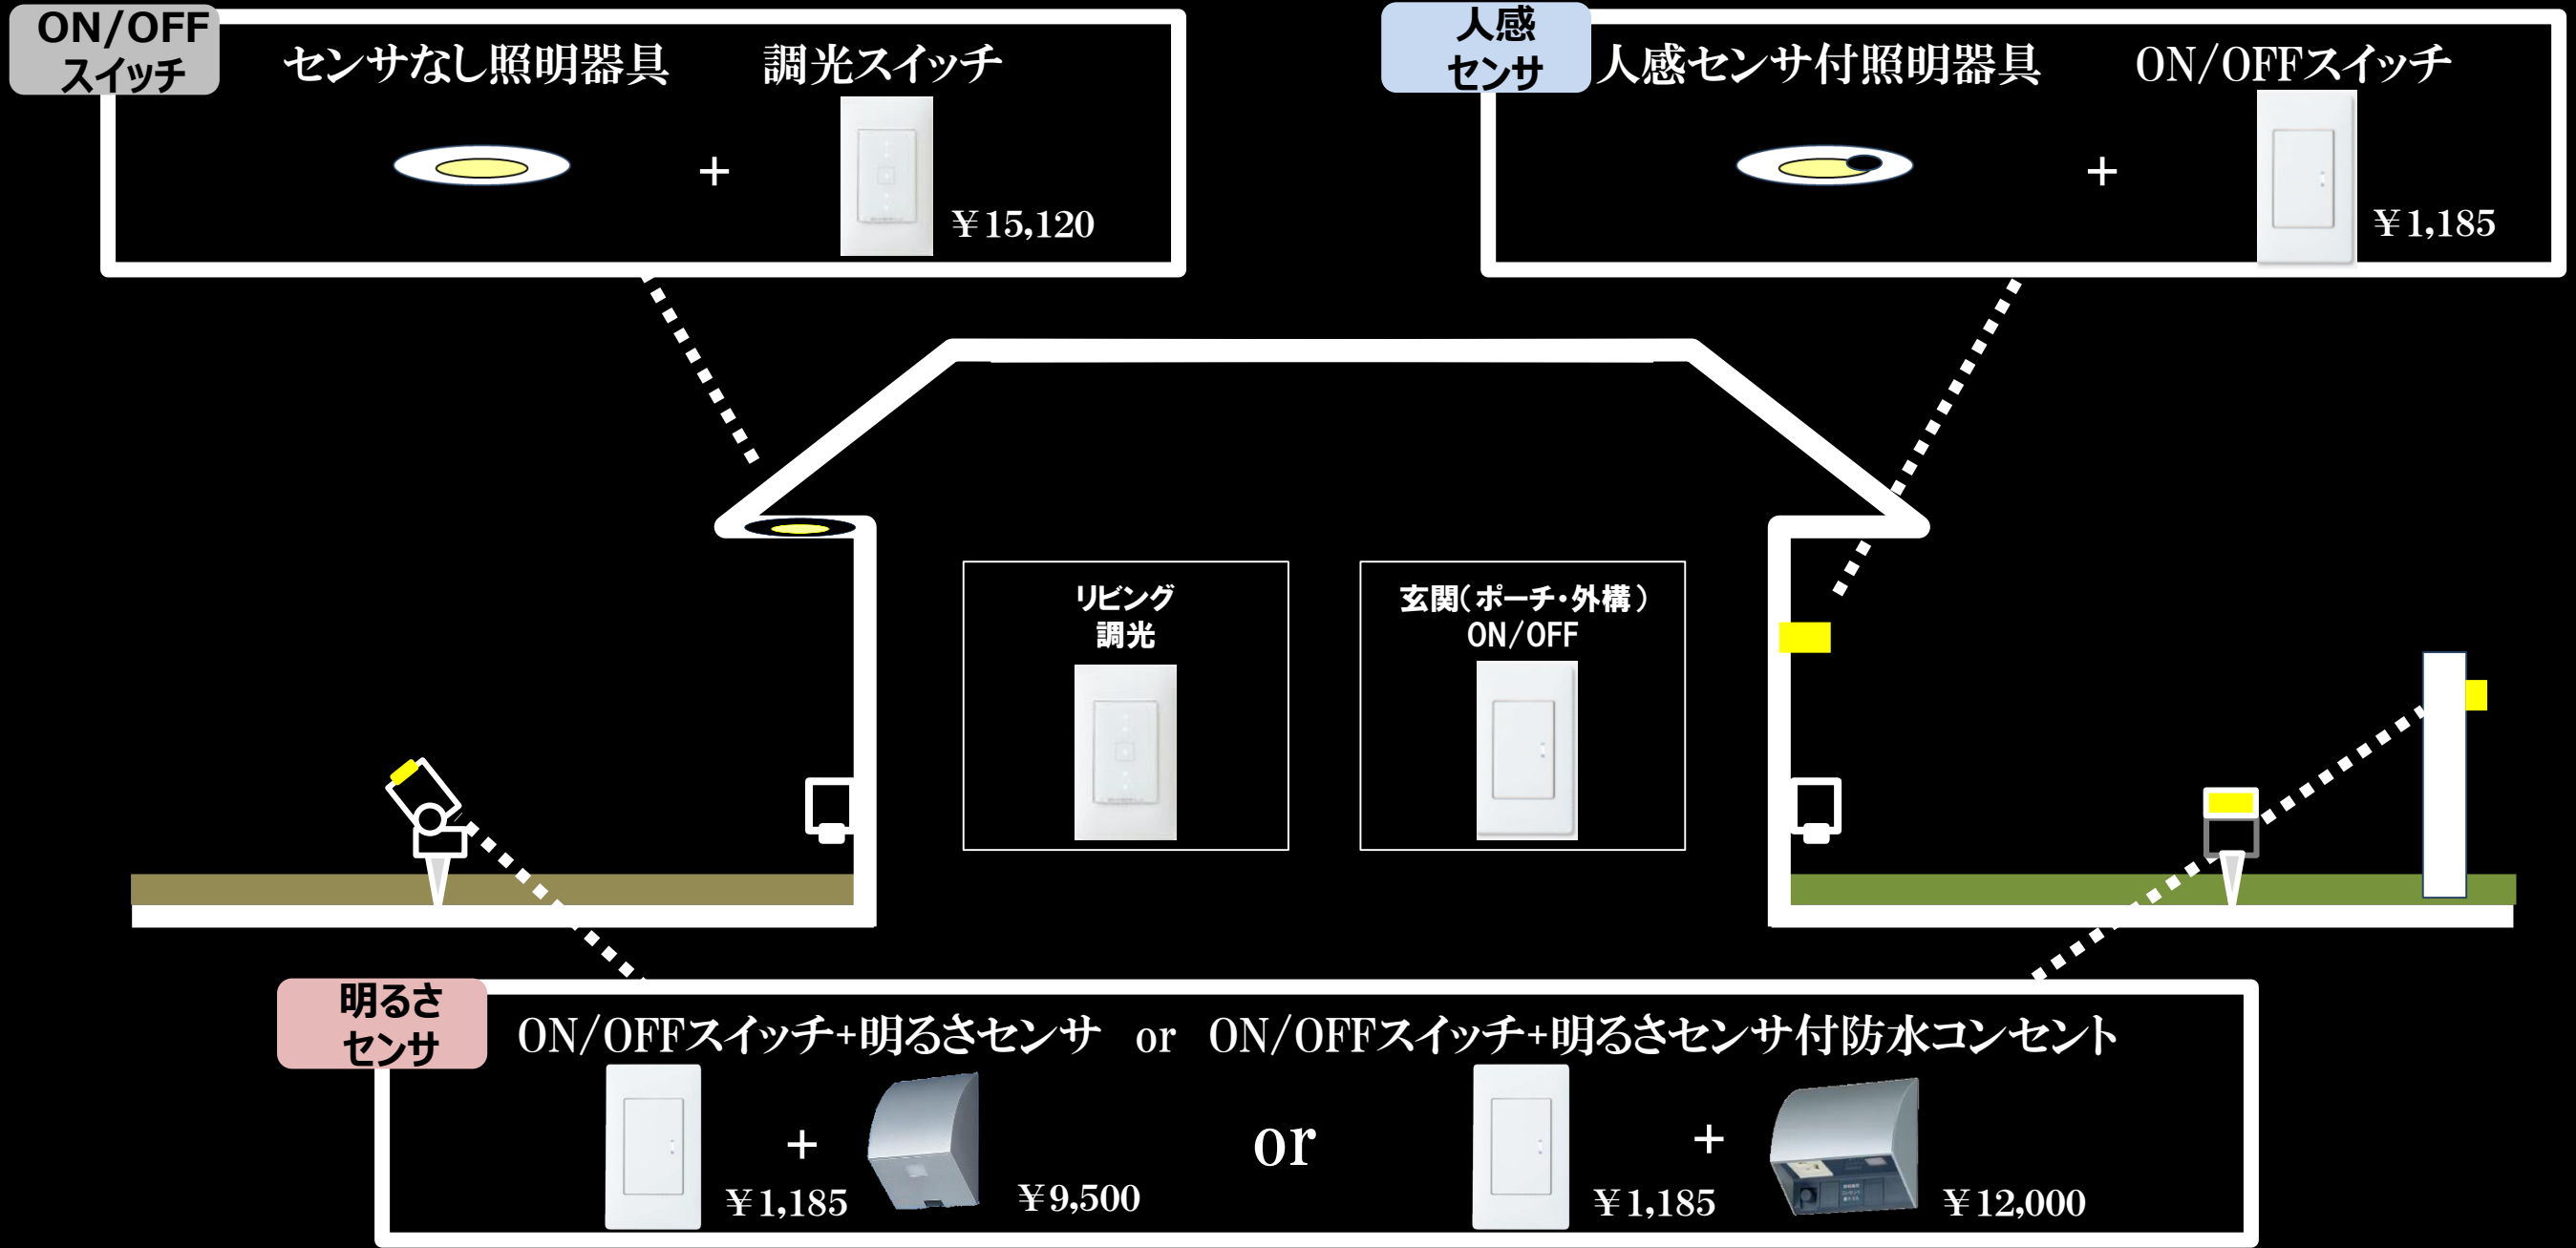 ON/OFF
スイッチ
センサなし照明器具 調光スイッチ
+
￥15,120
人感
センサ
人感センサ付照明器具 ON/OFFスイッチ
+
￥1,185
リビング
調光
玄関(ポーチ・外構)
ON/OFF
明るさ
センサ
ON/OFFスイッチ+明るさセンサ or ON/OFFスイッチ+明るさセンサ付防水コンセント
+
￥1,185
￥9,500
or
+
￥1,185
￥12,000